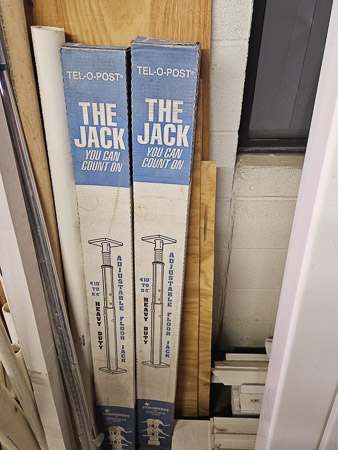 TEL-O-POST®
THE
JACK
YOU CAN
COUNT ON
ADJUSTABLE FLOOR JACK
HEAVY DUTY
TEL-O-POST®
THE
JACK
YOU CAN
COUNT ON
ADJUSTABLE FLOOR JACK
HEAVY DUTY